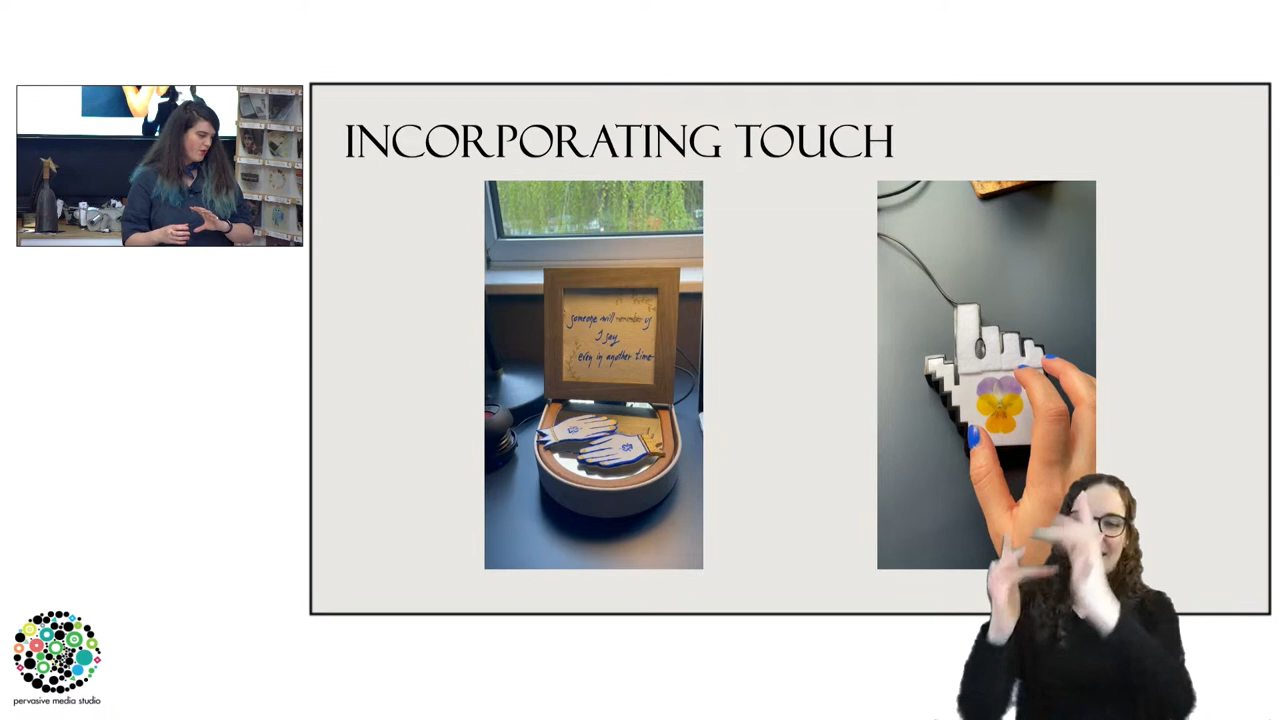 INCORPORATING TOUCH
someone will remember us
I say
even in another time
pervasive media studio